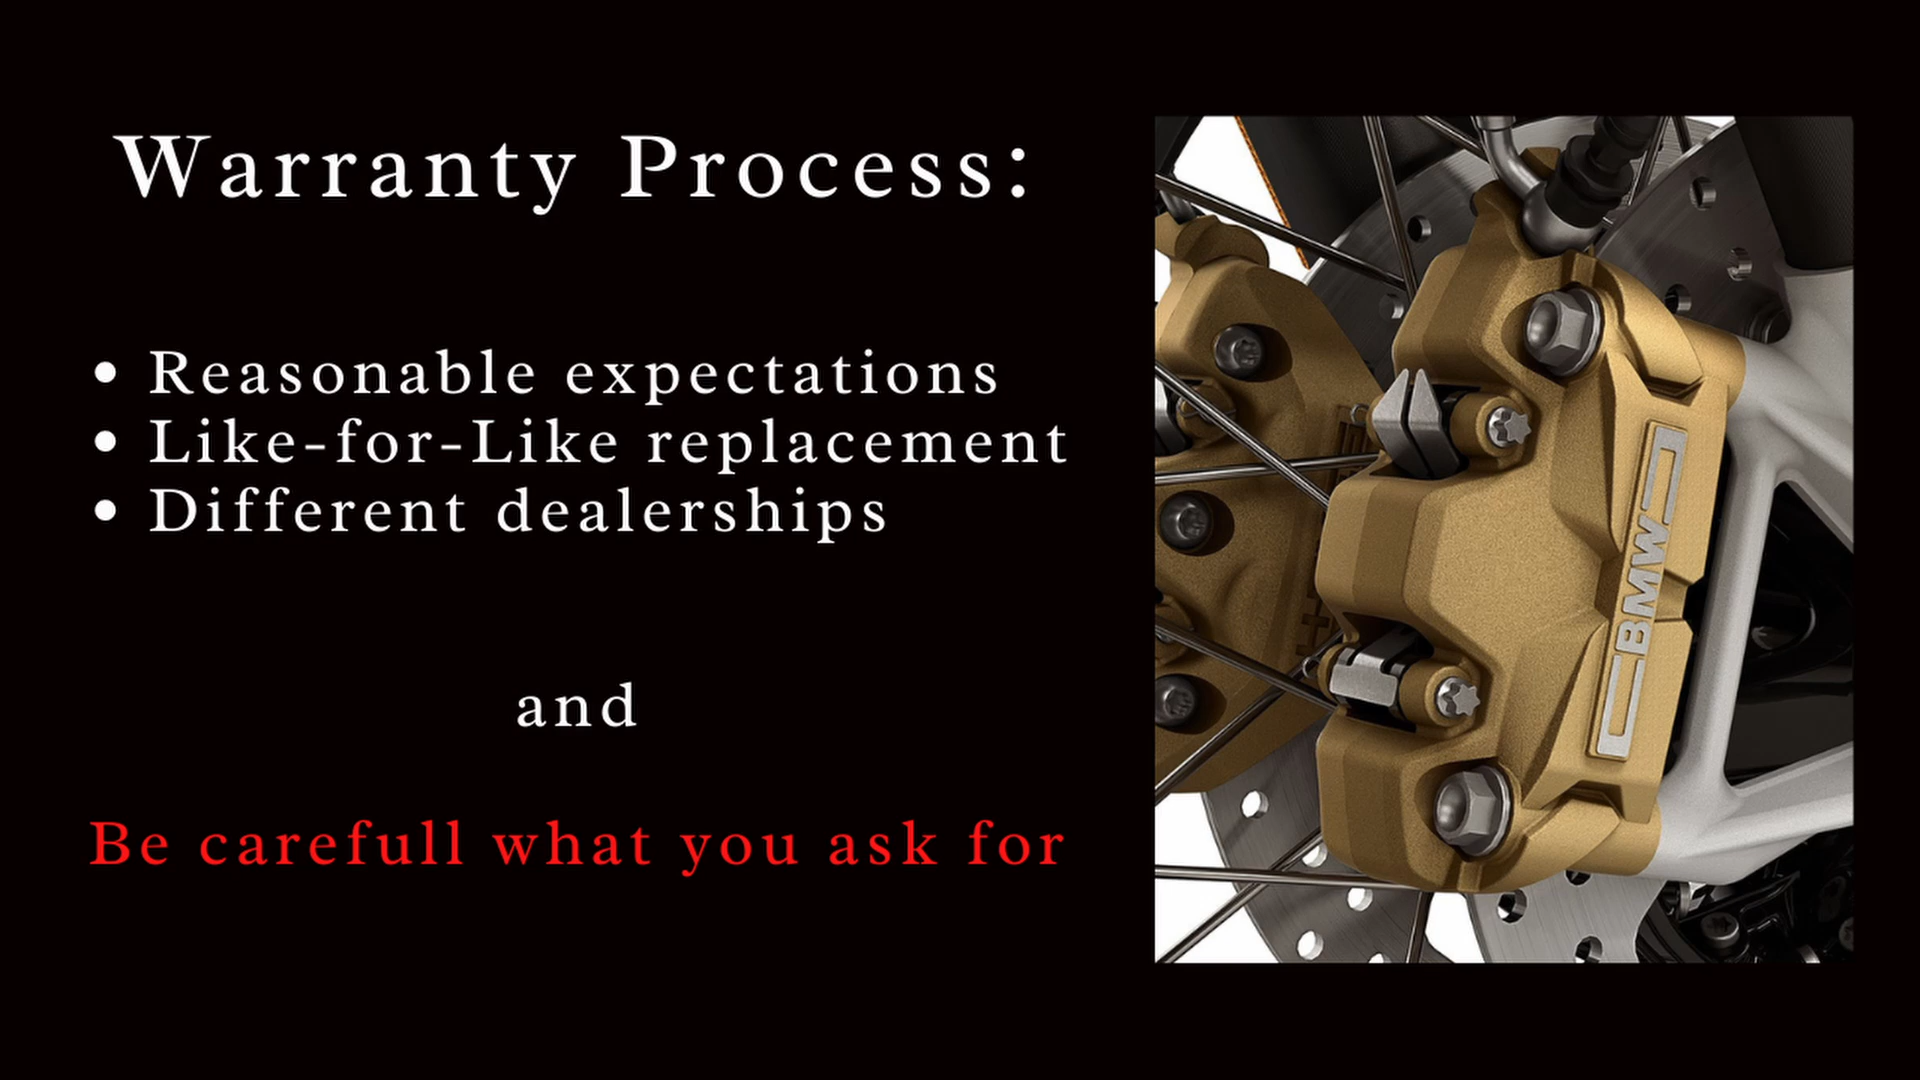 Warranty Process:
• Reasonable expectations
• Like-for-Like replacement
• Different dealerships
and
Be carefull what you ask for
BMW